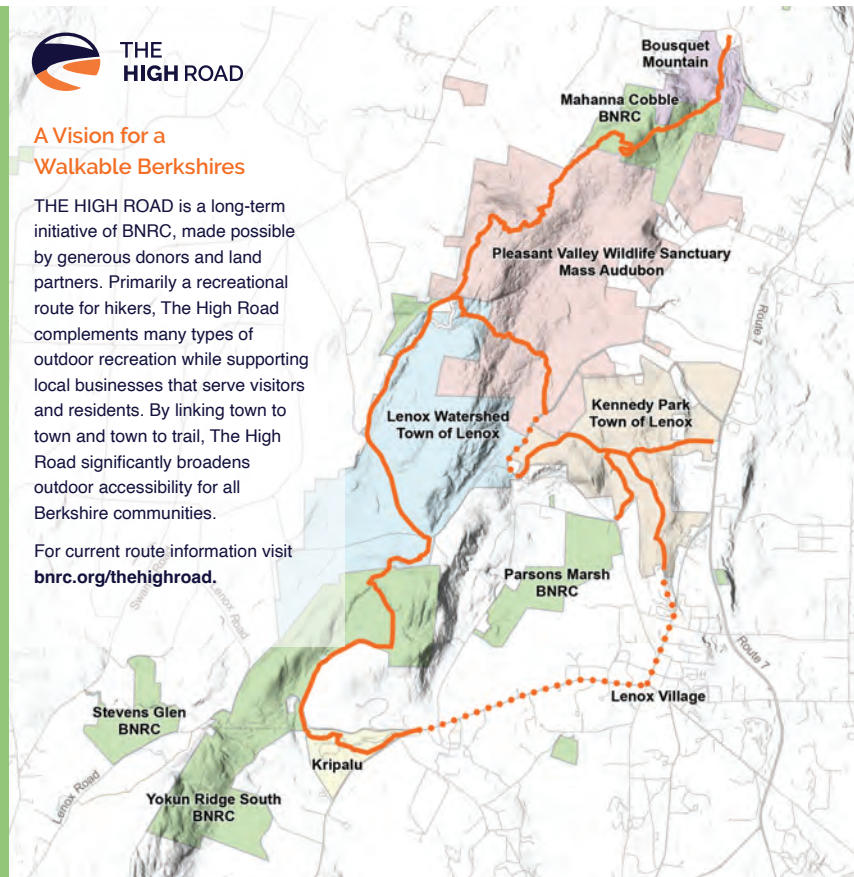 THE
HIGH ROAD
A Vision for a
Walkable Berkshires
THE HIGH ROAD is a long-term
initiative of BNRC, made possible
by generous donors and land
partners. Primarily a recreational
route for hikers, The High Road
complements many types of
outdoor recreation while supporting
local businesses that serve visitors
and residents. By linking town to
town and town to trail, The High
Road significantly broadens
outdoor accessibility for all
Berkshire communities.
For current route information visit
bnrc.org/thehighroad.
Bousquet
Mountain
Mahanna Cobble
BNRC
Pleasant Valley Wildlife Sanctuary
Mass Audubon
Route 7
Kennedy Park
Town of Lenox
Lenox Watershed
Town of Lenox
Parsons Marsh
BNRC
Lenox Road
Route 7
Lenox Village
Stevens Glen
BNRC
Kripalu
Lenox Road
Yokun Ridge South
BNRC